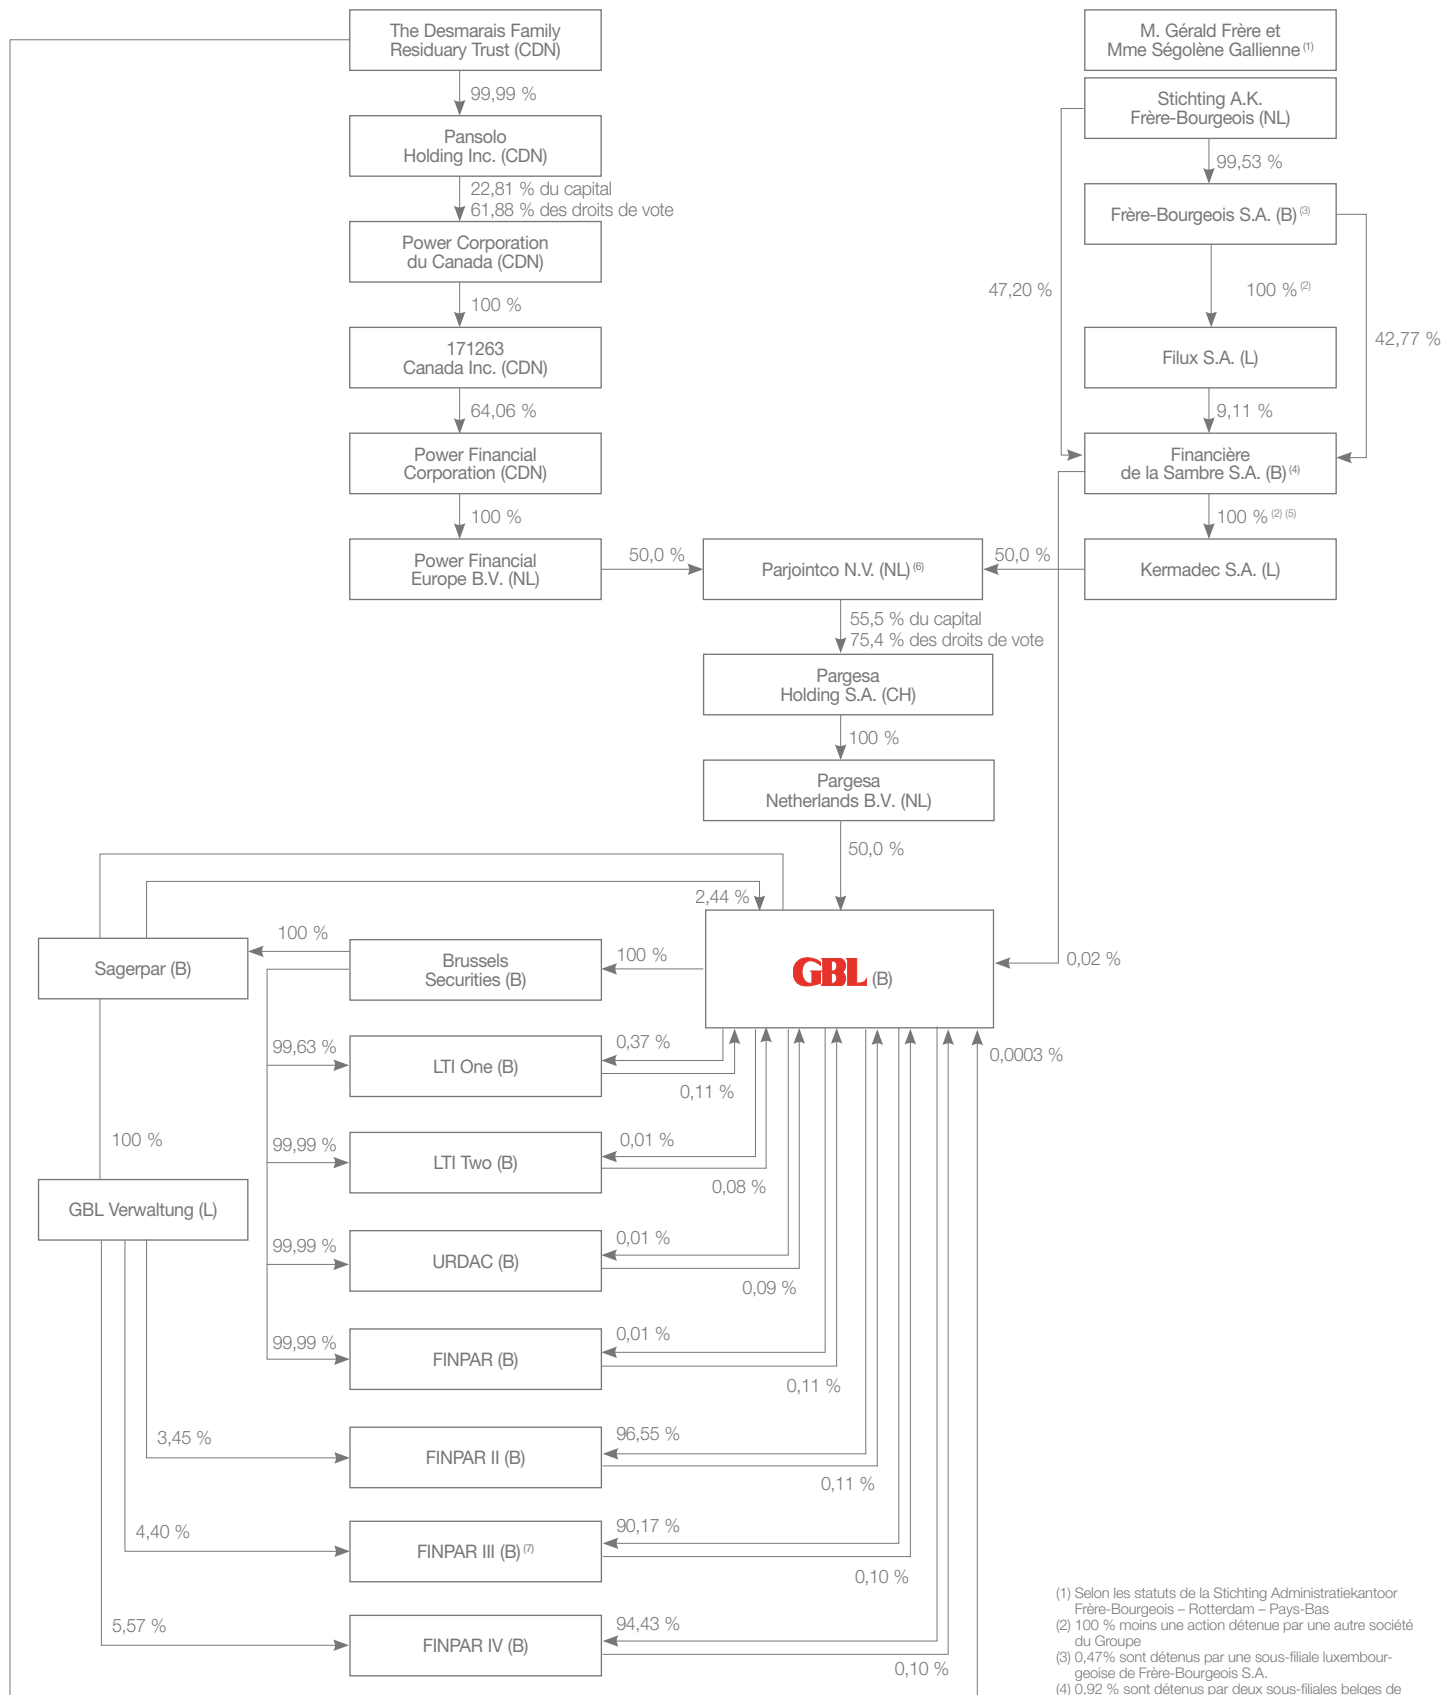 The Desmarais Family
Residuary Trust (CDN)
M. Gérald Frère et
Mme Ségolène Gallienne (1)
99,99 %
Stichting A.K.
Frère-Bourgeois (NL)
Pansolo
Holding Inc. (CDN)
99,53 %
22,81 % du capital
61,88 % des droits de vote
Frère-Bourgeois S.A. (B) (3)
Power Corporation
du Canada (CDN)
47,20 %
100 % (2)
42,77 %
100 %
171263
Canada Inc. (CDN)
Filux S.A. (L)
64,06 %
9,11 %
Power Financial
Corporation (CDN)
Financière
de la Sambre S.A. (B) (4)
100 %
100 % (2) (5)
Power Financial
Europe B.V. (NL)
50,0 %
Parjointco N.V. (NL) (6)
50,0 %
Kermadec S.A. (L)
55,5 % du capital
75,4 % des droits de vote
Pargesa
Holding S.A. (CH)
100 %
Pargesa
Netherlands B.V. (NL)
50,0 %
2,44 %
Sagerpar (B)
100 %
Brussels
Securities (B)
100 %
GBL (B)
0,02 %
99,63 %
LTI One (B)
0,37 %
0,11 %
0,0003 %
100 %
99,99 %
LTI Two (B)
0,01 %
0,08 %
GBL Verwaltung (L)
99,99 %
URDAC (B)
0,01 %
0,09 %
99,99 %
FINPAR (B)
0,01 %
0,11 %
3,45 %
FINPAR II (B)
96,55 %
0,11 %
4,40 %
FINPAR III (B) (7)
90,17 %
0,10 %
5,57 %
FINPAR IV (B)
94,43 %
0,10 %
(1) Selon les statuts de la Stichting Administratiekantoor
Frère-Bourgeois – Rotterdam – Pays-Bas
(2) 100 % moins une action détenue par une autre société
du Groupe
(3) 0,47% sont détenus par une sous-filiale luxembour-
geoise de Frère-Bourgeois S.A.
(4) 0,92 % sont détenus par deux sous-filiales belges de